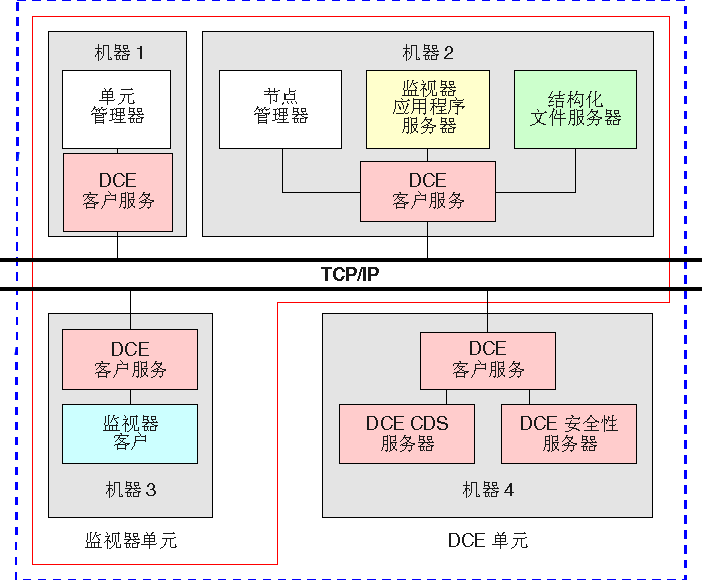 机器 1
单元
管理器
DCE
客户服务
机器 2
节点
管理器
监视器
应用程序
服务器
结构化
文件服务器
DCE
客户服务
TCP/IP
DCE
客户服务
监视器
客户
机器 3
监视器单元
DCE
客户服务
DCE CDS
服务器
DCE 安全性
服务器
机器 4
DCE 单元